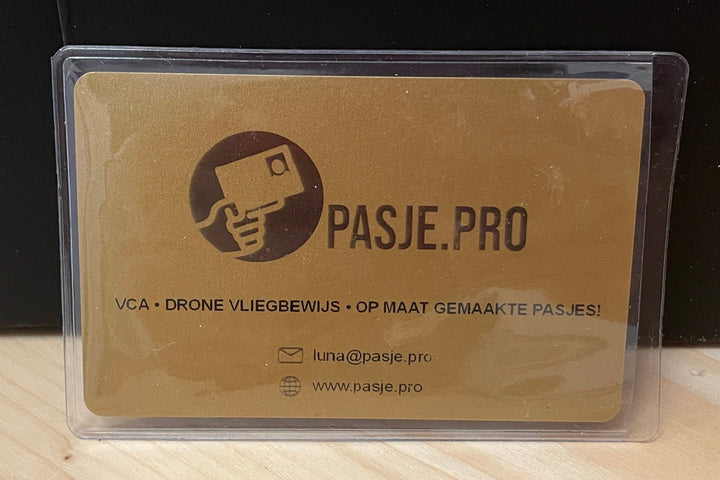 PASJE.PRO
VCA • DRONE VLIEGBEWIJS • OP MAAT GEMAAKTE PASJES!
luna@pasje.pro
www.pasje.pro